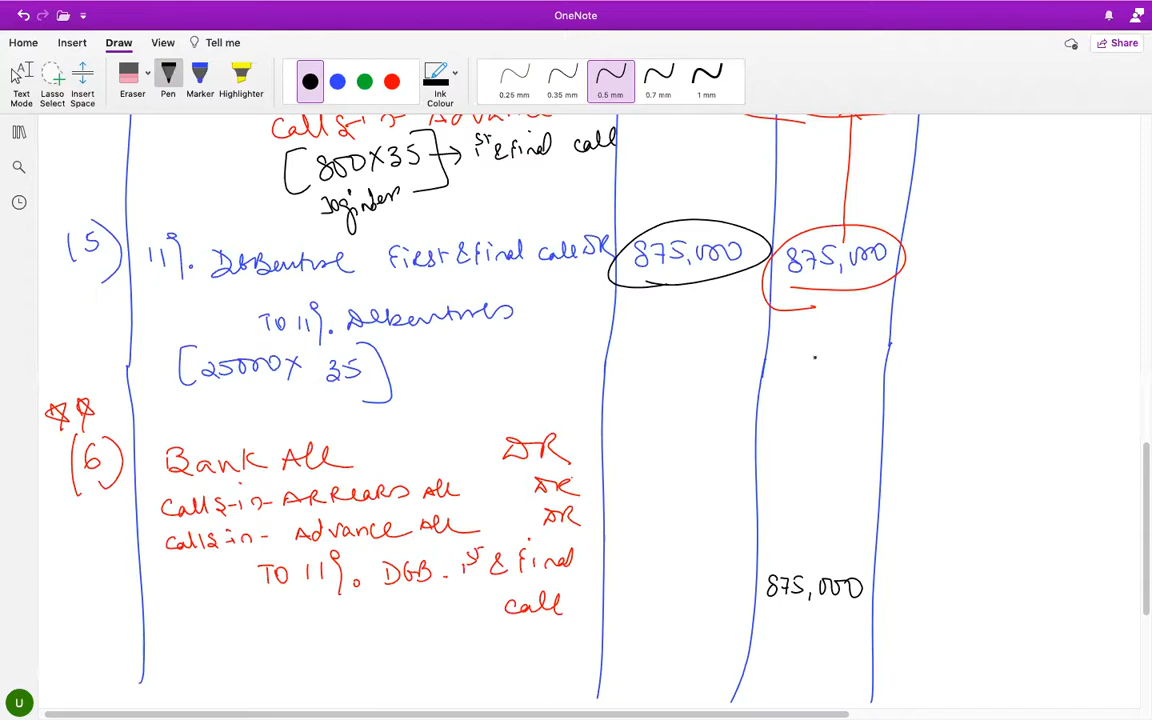 OneNote
Home Insert Draw View Tell me
Share
Text Mode
Lasso Select
Insert Space
Eraser
Pen
Marker
Highlighter
Ink Colour
0.25 mm
0.35 mm
0.5 mm
0.7 mm
1 mm
Calls-in Advance
[800 X 35] → 1st & final call
Joginder
(5) 11%. Debenture First & Final call DR 875,000 875,000
To 11%. Debentures
[25000 X 35]
(6) Bank A/c DR
Calls-in-ARRears A/c DR
Calls-in- Advance A/c DR
To 11%. Deb. 1st & final
call 875,000
U